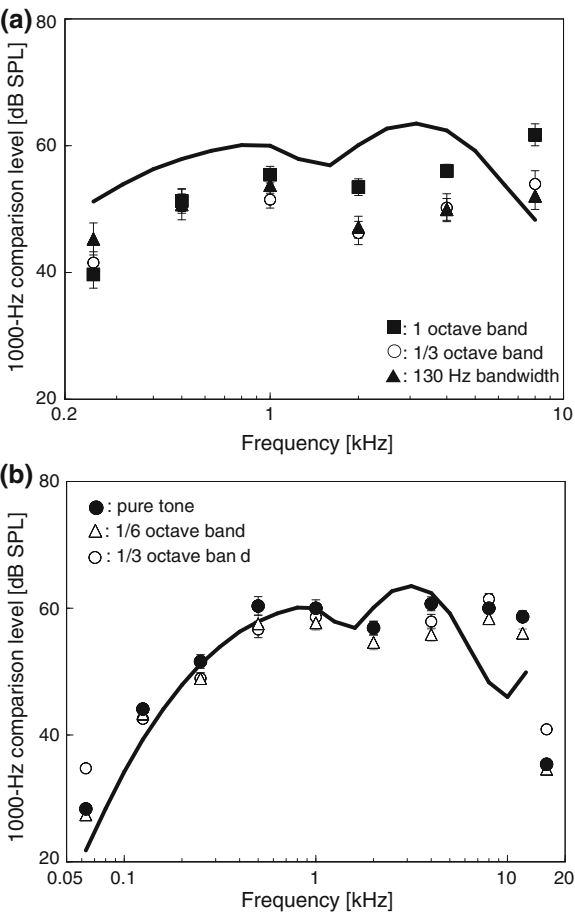 (a)
80
60
40
20
1000-Hz comparison level [dB SPL]
■: 1 octave band
○: 1/3 octave band
▲: 130 Hz bandwidth
0.2 1 10
Frequency [kHz]
(b)
80
60
40
20
1000-Hz comparison level [dB SPL]
●: pure tone
△: 1/6 octave band
○: 1/3 octave ban d
0.05 0.1 1 10 20
Frequency [kHz]